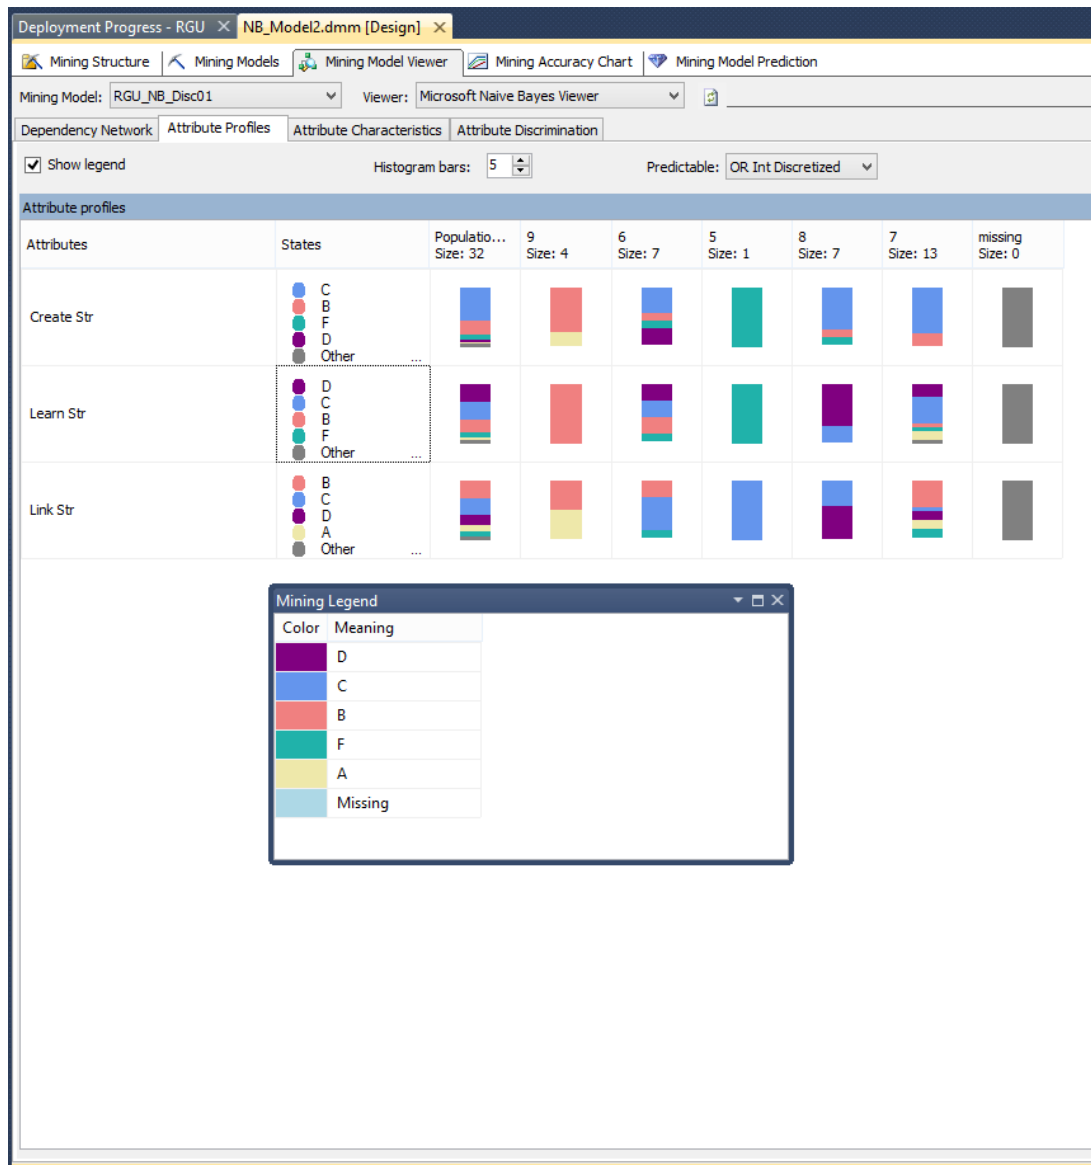 Deployment Progress - RGU
NB_Model2.dmm [Design]
Mining Structure
Mining Models
Mining Model Viewer
Mining Accuracy Chart
Mining Model Prediction
Mining Model: RGU_NB_Disc01
Viewer: Microsoft Naive Bayes Viewer
Dependency Network
Attribute Profiles
Attribute Characteristics
Attribute Discrimination
Show legend
Histogram bars: 5
Predictable: OR Int Discretized
Attribute profiles
Attributes
States
Populatio...
Size: 32
9
Size: 4
6
Size: 7
5
Size: 1
8
Size: 7
7
Size: 13
missing
Size: 0
Create Str
C
B
F
D
Other ...
Learn Str
D
C
B
F
Other ...
Link Str
B
C
D
A
Other ...
Mining Legend
Color Meaning
D
C
B
F
A
Missing